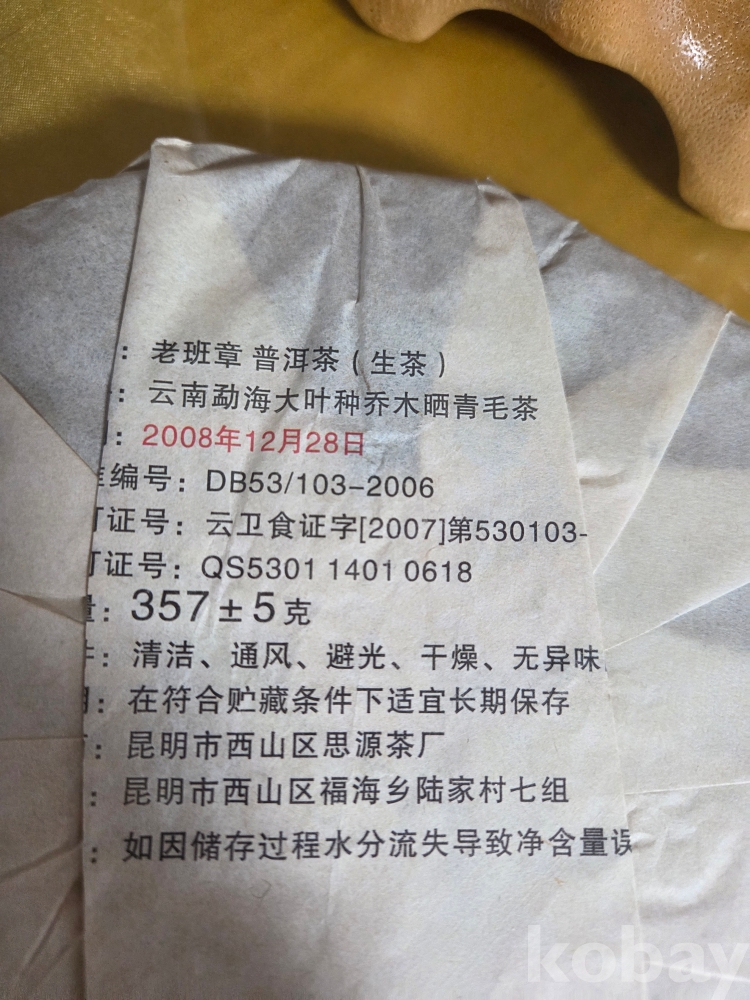 ：老班章 普洱茶（生茶）
：云南勐海大叶种乔木晒青毛茶
：2008年12月28日
编号：DB53/103-2006
证号：云卫食证字[2007]第530103-
证号：QS5301 1401 0618
：357±5克
：清洁、通风、避光、干燥、无异味
：在符合贮藏条件下适宜长期保存
：昆明市西山区思源茶厂
：昆明市西山区福海乡陆家村七组
：如因储存过程水分流失导致净含量误
kobay